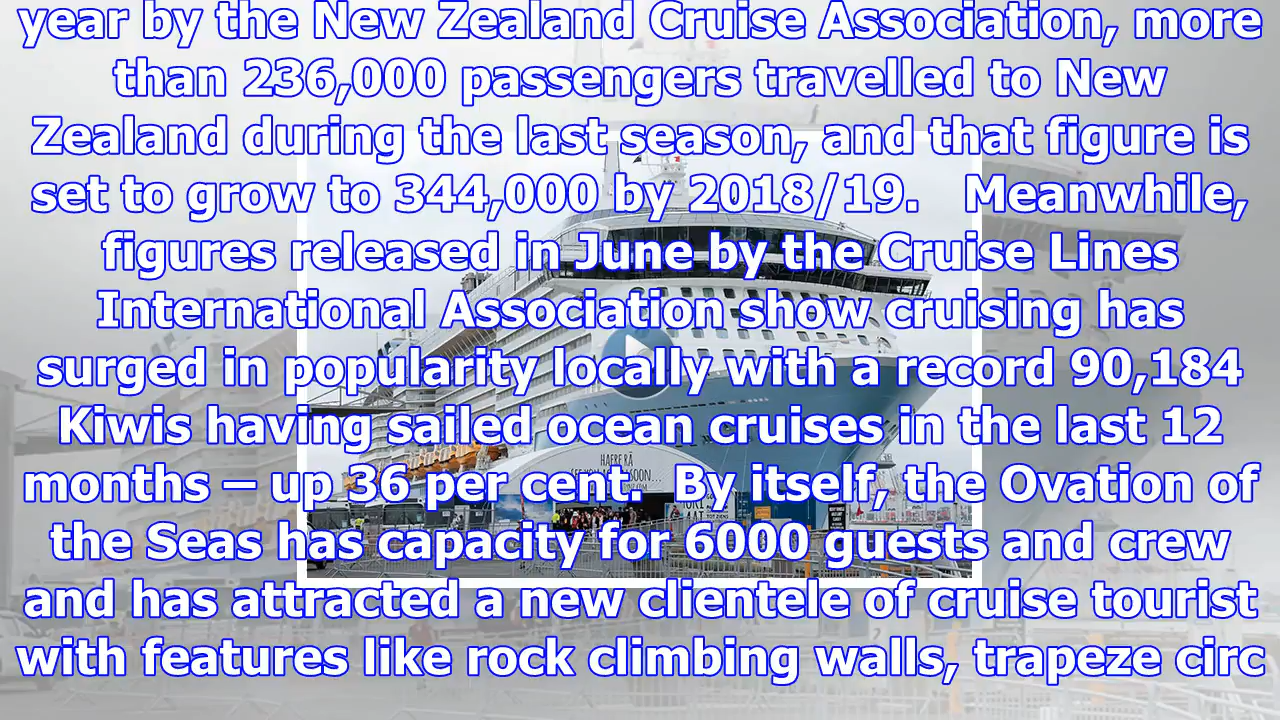 year by the New Zealand Cruise Association, more
than 236,000 passengers travelled to New
Zealand during the last season, and that figure is
set to grow to 344,000 by 2018/19.   Meanwhile,
figures released in June by the Cruise Lines
International Association show cruising has
surged in popularity locally with a record 90,184
Kiwis having sailed ocean cruises in the last 12
months – up 36 per cent.  By itself, the Ovation of
the Seas has capacity for 6000 guests and crew
and has attracted a new clientele of cruise tourist
with features like rock climbing walls, trapeze circ
HAERE RĀ